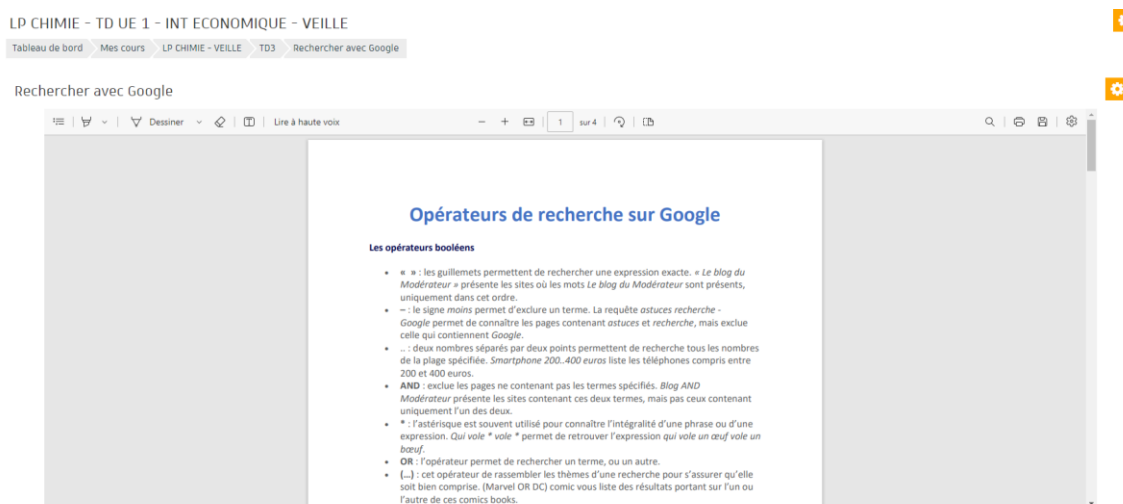 LP CHIMIE - TD UE 1 - INT ECONOMIQUE - VEILLE
Tableau de bord Mes cours LP CHIMIE - VEILLE TD3 Rechercher avec Google
Rechercher avec Google
Dessiner Lire à haute voix 1 sur 4
Opérateurs de recherche sur Google
Les opérateurs booléens
• « » : les guillemets permettent de rechercher une expression exacte. « Le blog du
Modérateur » présente les sites où les mots Le blog du Modérateur sont présents,
uniquement dans cet ordre.
• – : le signe moins permet d'exclure un terme. La requête astuces recherche -
Google permet de connaître les pages contenant astuces et recherche, mais exclue
celle qui contiennent Google.
• .. : deux nombres séparés par deux points permettent de recherche tous les nombres
de la plage spécifiée. Smartphone 200..400 euros liste les téléphones compris entre
200 et 400 euros.
• AND : exclue les pages ne contenant pas les termes spécifiés. Blog AND
Modérateur présente les sites contenant ces deux termes, mais pas ceux contenant
uniquement l'un des deux.
• * : l'astérisque est souvent utilisé pour connaître l'intégralité d'une phrase ou d'une
expression. Qui vole * vole * permet de retrouver l'expression qui vole un œuf vole un
bœuf.
• OR : l'opérateur permet de rechercher un terme, ou un autre.
• (...) : cet opérateur de rassembler les thèmes d'une recherche pour s'assurer qu'elle
soit bien comprise. (Marvel OR DC) comic vous liste des résultats portant sur l'un ou
l'autre de ces comics books.